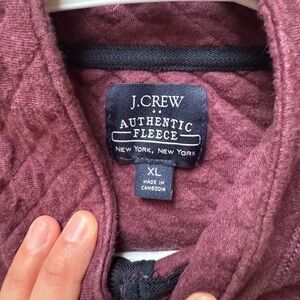 J.CREW
AUTHENTIC
FLEECE
NEW YORK, NEW YORK
XL
MADE IN
CAMBODIA